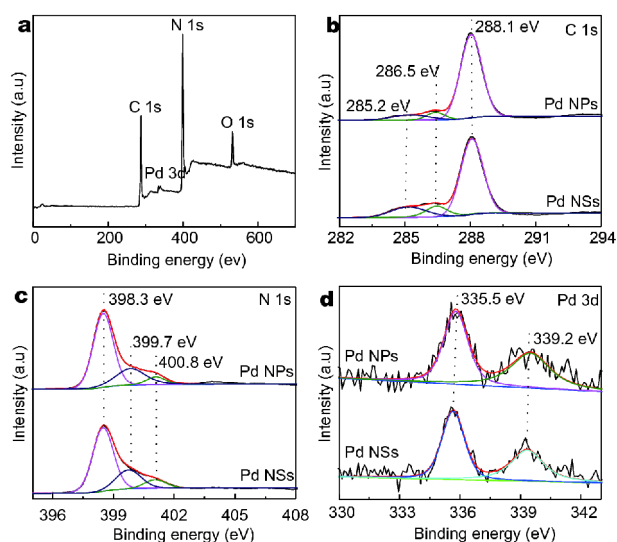 a
N 1s
C 1s
O 1s
Pd 3d
Intensity (a.u)
0
200
400
600
Binding energy (ev)
b
288.1 eV
C 1s
286.5 eV
285.2 eV
Pd NPs
Pd NSs
Intensity (a.u)
282
285
288
291
294
Binding energy (eV)
c
398.3 eV
N 1s
399.7 eV
400.8 eV
Pd NPs
Pd NSs
Intensity (a.u)
396
399
402
405
408
Binding energy (eV)
d
335.5 eV
Pd 3d
339.2 eV
Pd NPs
Pd NSs
Intensity (a.u)
330
333
336
339
342
Binding energy (eV)